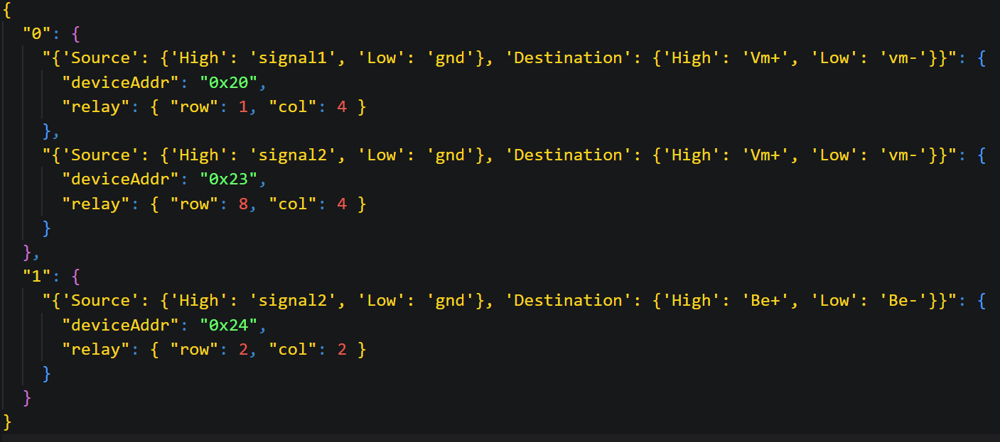 {
  "0": {
    "{'Source': {'High': 'signal1', 'Low': 'gnd'}, 'Destination': {'High': 'Vm+', 'Low': 'vm-'}}": {
      "deviceAddr": "0x20",
      "relay": { "row": 1, "col": 4 }
    },
    "{'Source': {'High': 'signal2', 'Low': 'gnd'}, 'Destination': {'High': 'Vm+', 'Low': 'vm-'}}": {
      "deviceAddr": "0x23",
      "relay": { "row": 8, "col": 4 }
    }
  },
  "1": {
    "{'Source': {'High': 'signal2', 'Low': 'gnd'}, 'Destination': {'High': 'Be+', 'Low': 'Be-'}}": {
      "deviceAddr": "0x24",
      "relay": { "row": 2, "col": 2 }
    }
  }
}